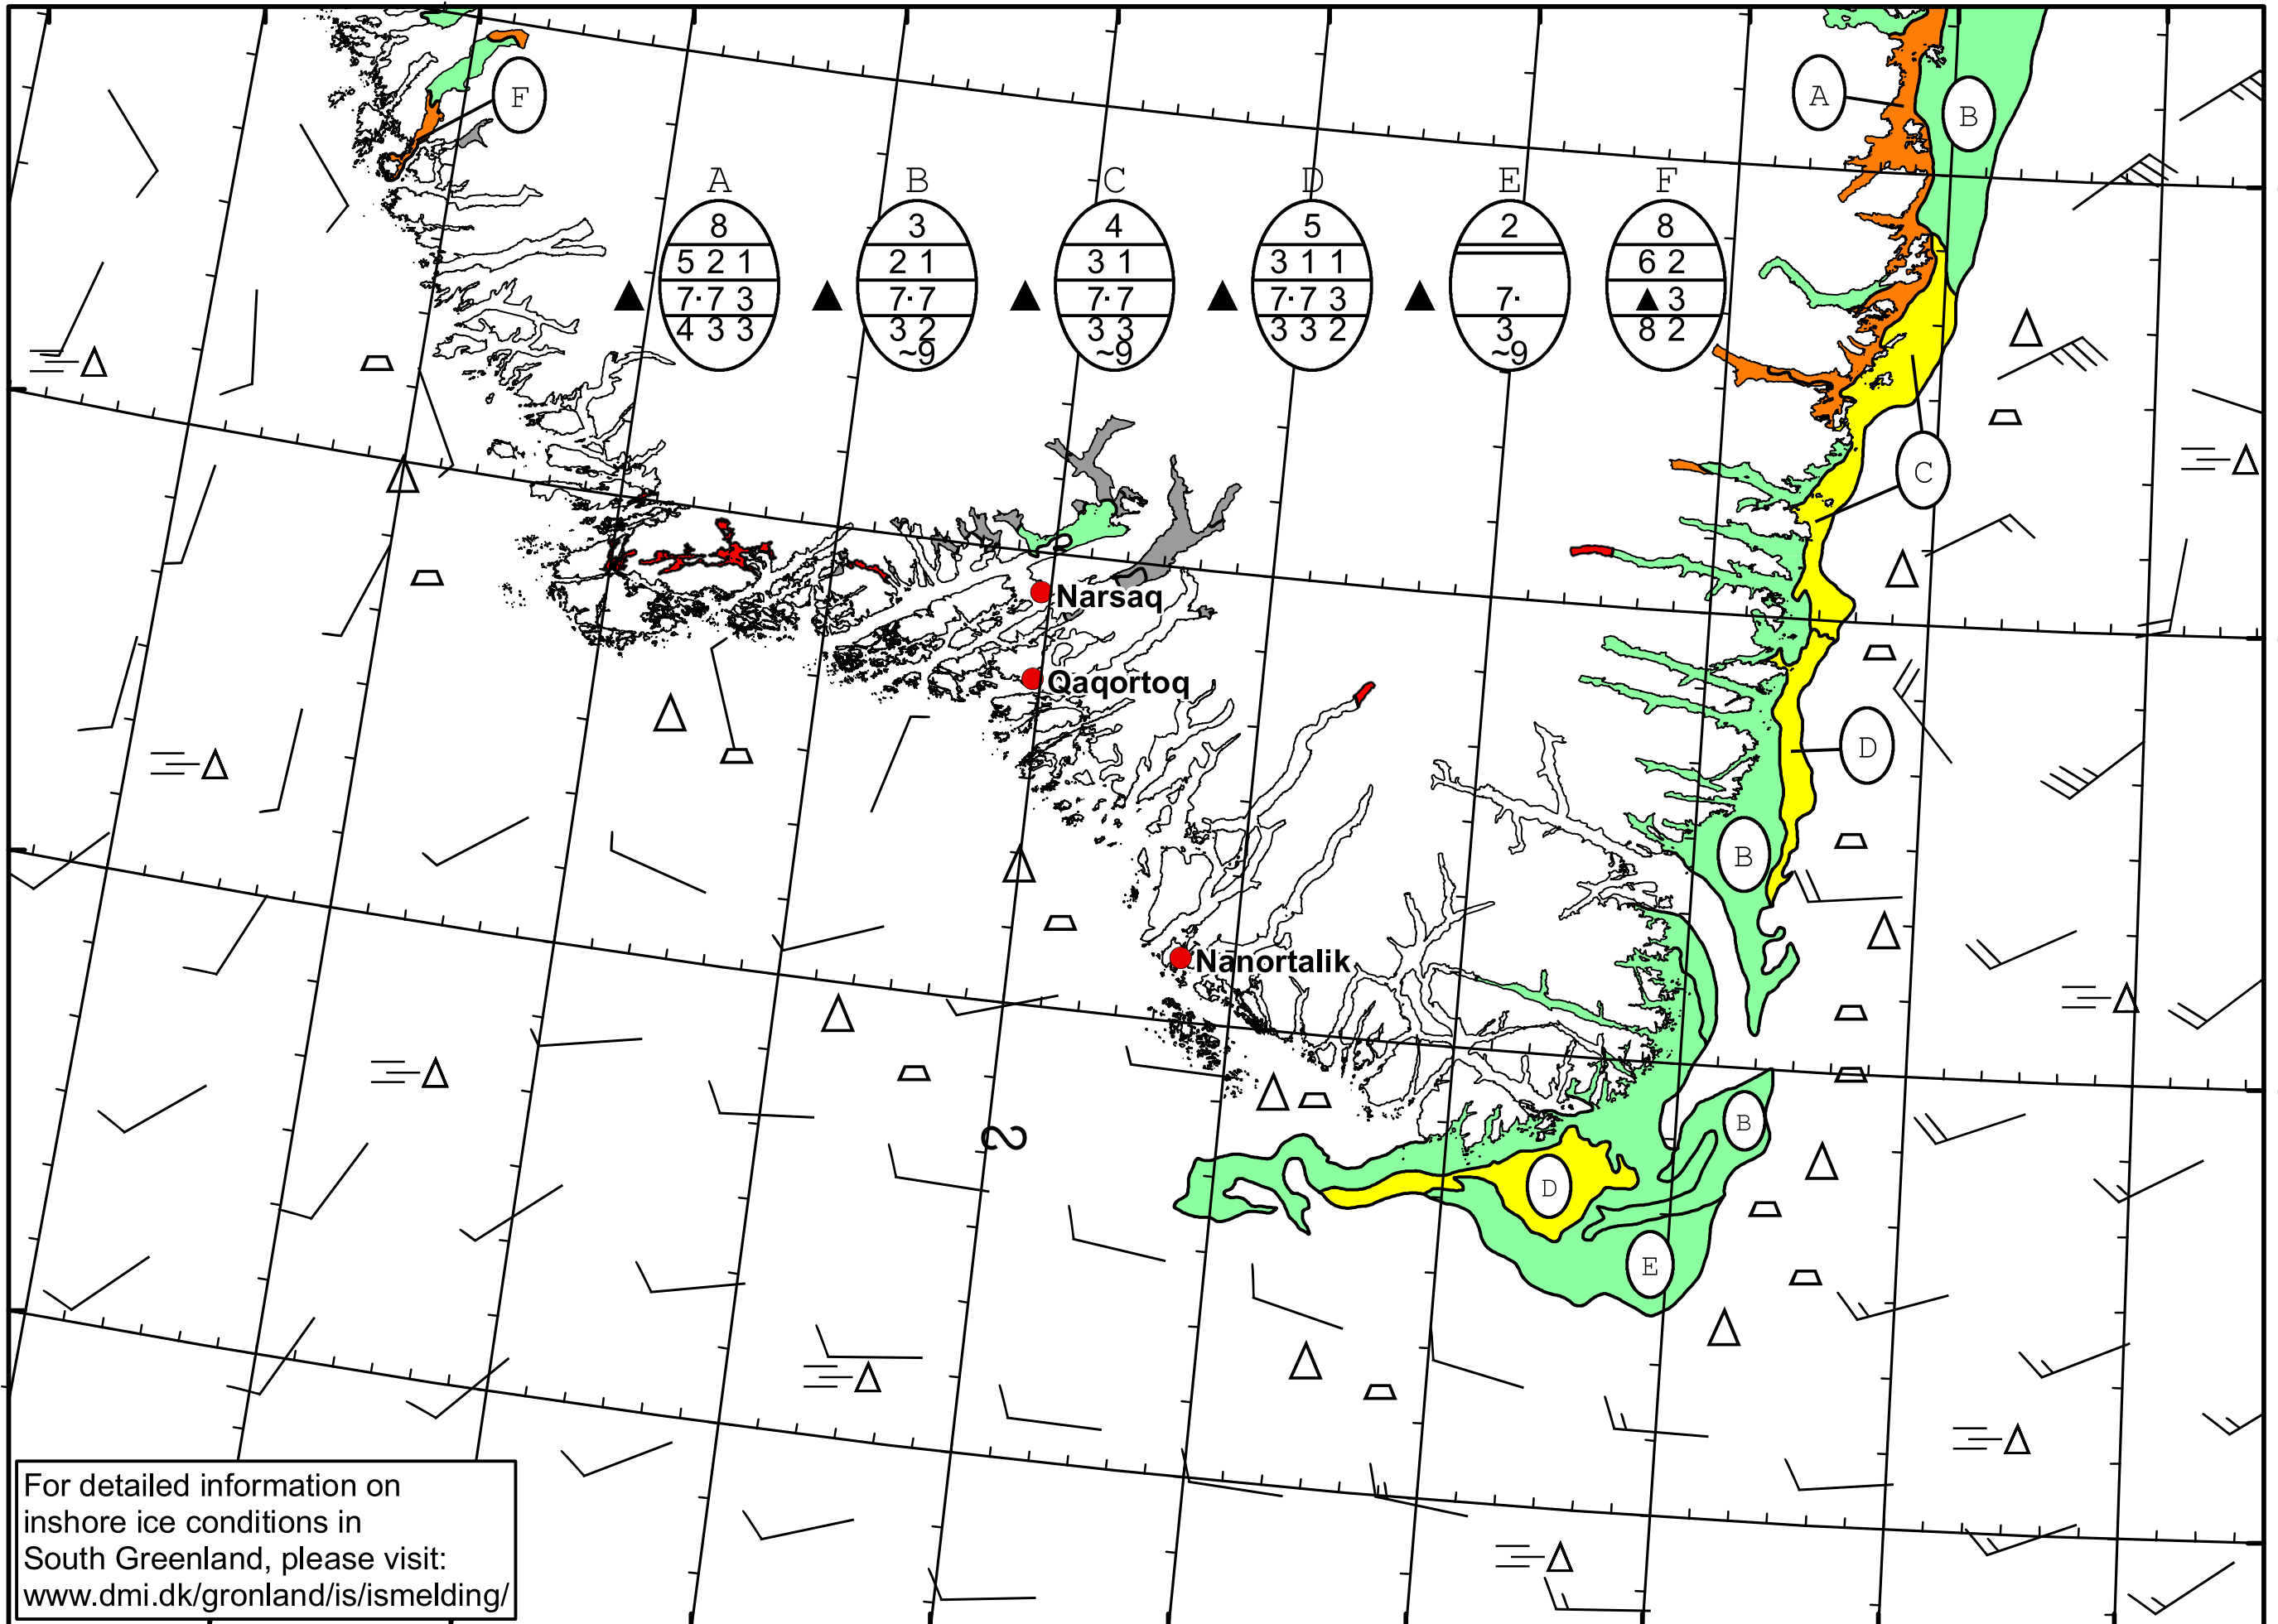 F
A
B
A B C D E F
8 3 4 5 2 8
5 2 1 2 1 3 1 3 1 1 6 2
▲ 7·7 3 ▲ 7·7 ▲ 7·7 ▲ 7·7 3 ▲ 7· ▲ 3
4 3 3 3 2 3 3 3 3 2 3 8 2
~9 ~9 ~9
C
Narsaq
Qaqortoq
D
B
Nanortalik
2
B
D
E
For detailed information on
inshore ice conditions in
South Greenland, please visit:
www.dmi.dk/gronland/is/ismelding/